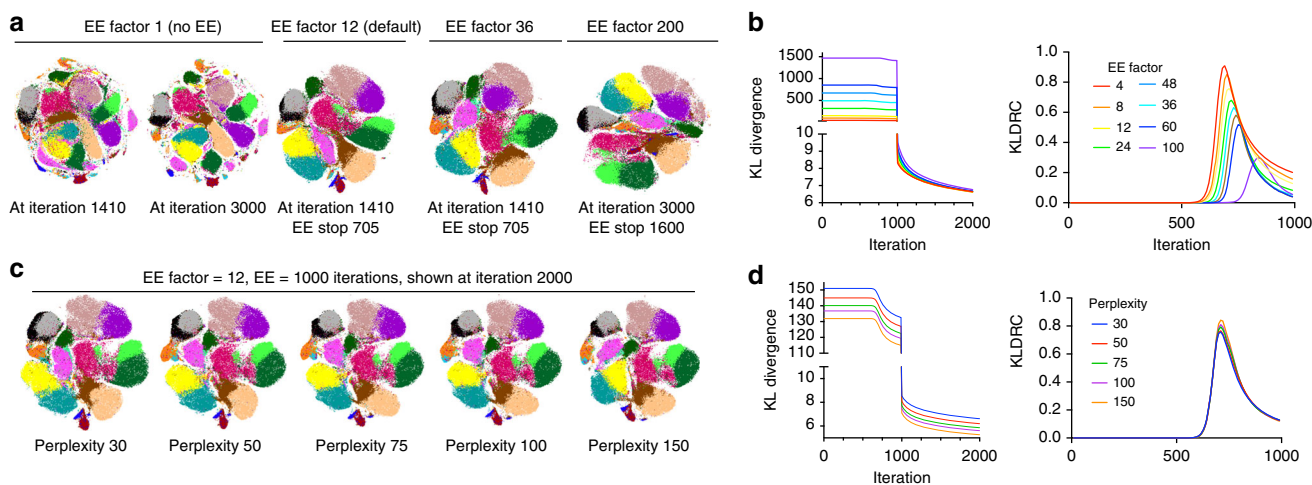 a
EE factor 1 (no EE)
EE factor 12 (default)
EE factor 36
EE factor 200
At iteration 1410
At iteration 3000
At iteration 1410
EE stop 705
At iteration 1410
EE stop 705
At iteration 3000
EE stop 1600
b
KL divergence
1500
1000
500
10
9
8
7
6
0
1000
2000
Iteration
KLDRC
1.0
0.8
0.6
0.4
0.2
0.0
0
500
1000
Iteration
EE factor
4
8
12
24
48
36
60
100
c
EE factor = 12, EE = 1000 iterations, shown at iteration 2000
Perplexity 30
Perplexity 50
Perplexity 75
Perplexity 100
Perplexity 150
d
KL divergence
150
140
130
120
110
10
8
6
0
1000
2000
Iteration
KLDRC
1.0
0.8
0.6
0.4
0.2
0.0
0
500
1000
Perplexity
30
50
75
100
150